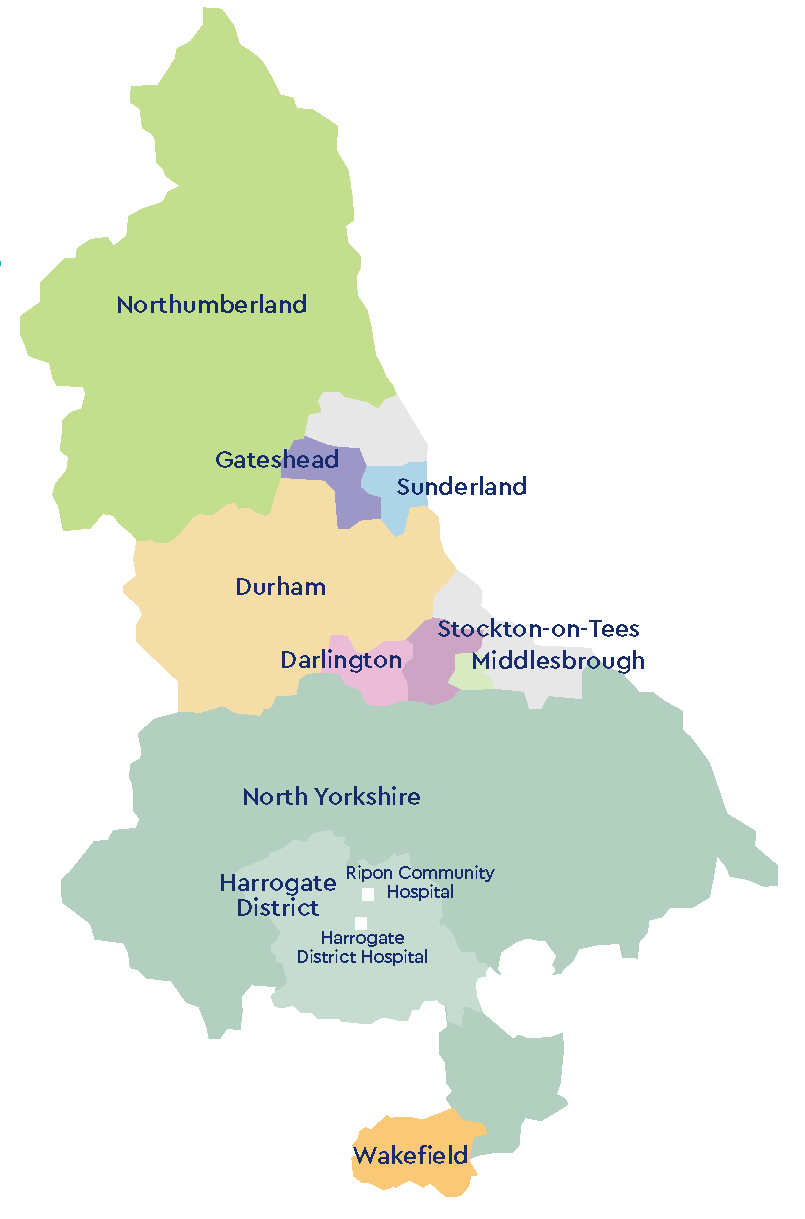 Northumberland
Gateshead
Sunderland
Durham
Stockton-on-Tees
Darlington
Middlesbrough
North Yorkshire
Harrogate
District
Ripon Community
Hospital
Harrogate
District Hospital
Wakefield